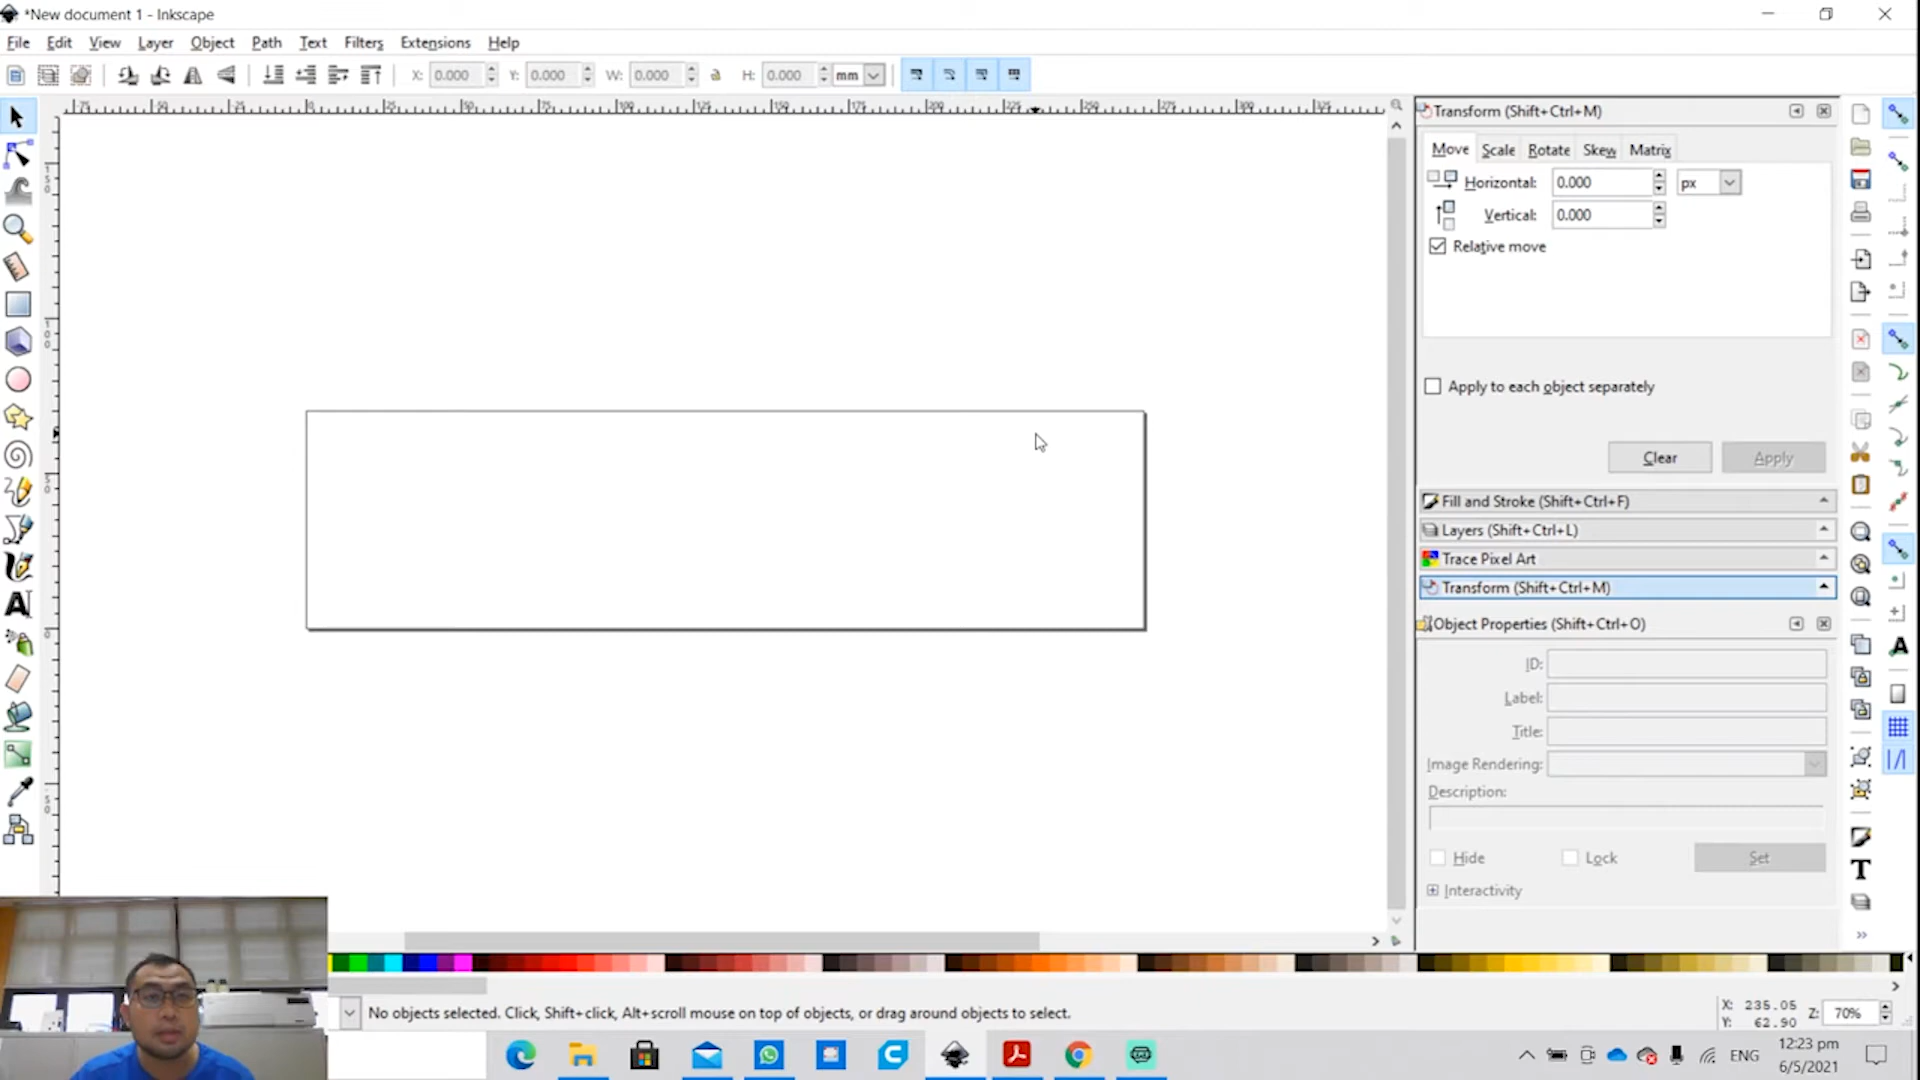 *New document 1 - Inkscape
File Edit View Layer Object Path Text Filters Extensions Help
X: 0.000 Y: 0.000 W: 0.000 H: 0.000 mm
Transform (Shift+Ctrl+M)
Move Scale Rotate Skew Matrix
Horizontal: 0.000 px
Vertical: 0.000
Relative move
Apply to each object separately
Clear Apply
Fill and Stroke (Shift+Ctrl+F)
Layers (Shift+Ctrl+L)
Trace Pixel Art
Transform (Shift+Ctrl+M)
Object Properties (Shift+Ctrl+O)
ID:
Label:
Title:
Image Rendering:
Description:
Hide Lock Set
Interactivity
No objects selected. Click, Shift+click, Alt+scroll mouse on top of objects, or drag around objects to select.
X: 235.05
Y: 62.90
Z: 70%
ENG
12:23 pm
6/5/2021